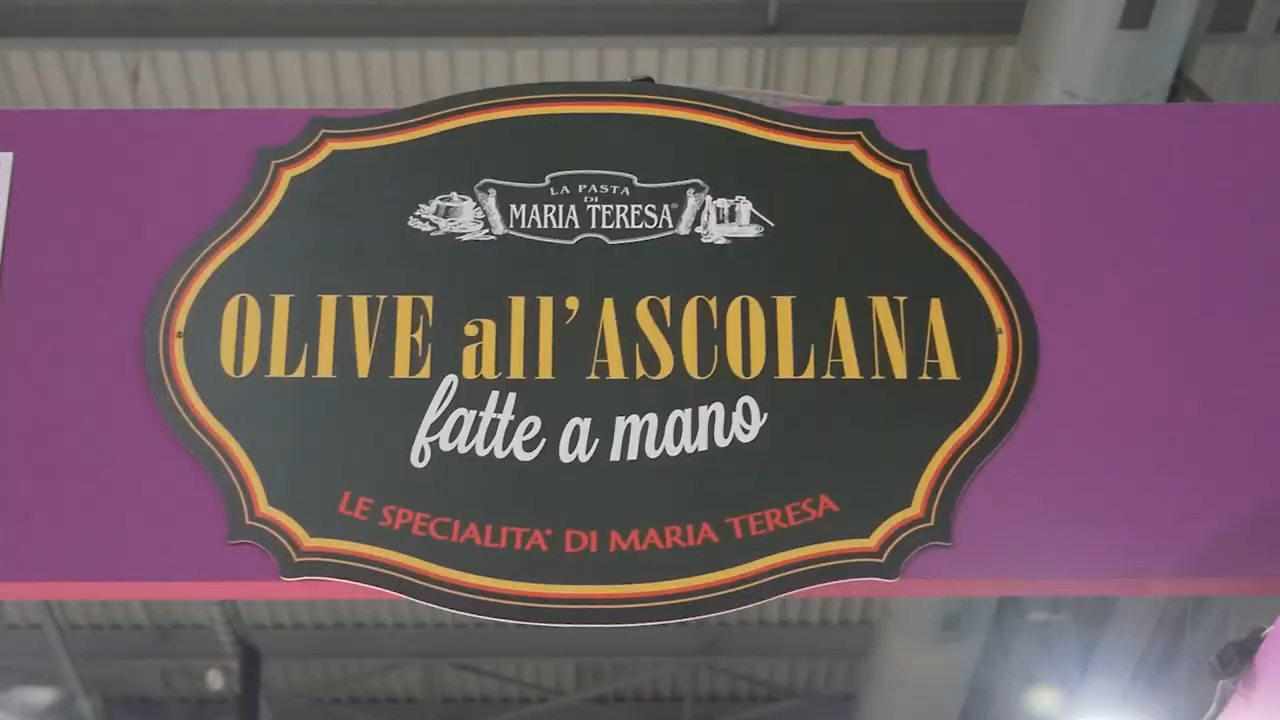 LA PASTA
DI
MARIA TERESA®
OLIVE all'ASCOLANA
fatte a mano
LE SPECIALITA' DI MARIA TERESA